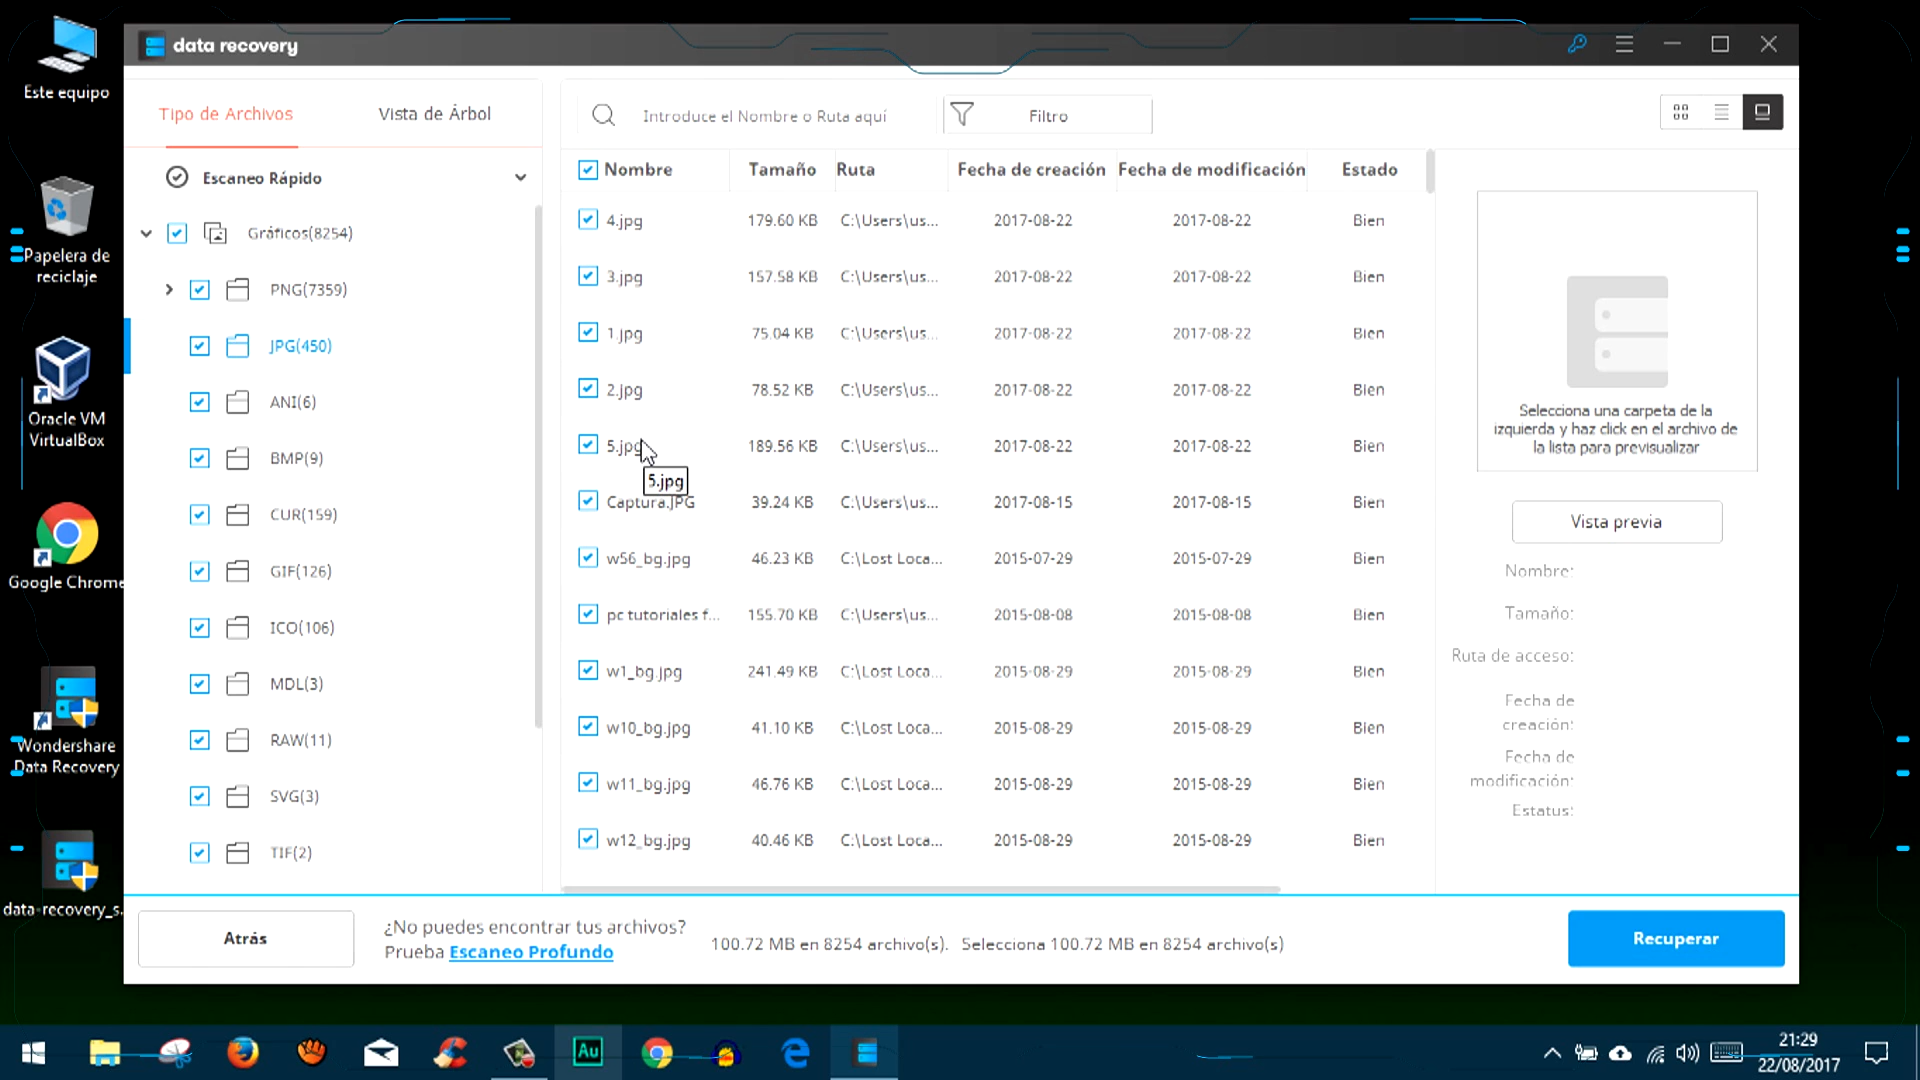 Este equipo
Papelera de
reciclaje
Oracle VM
VirtualBox
Google Chrome
Wondershare
Data Recovery
data-recovery_s.
data recovery
Tipo de Archivos
Vista de Árbol
Escaneo Rápido
Gráficos(8254)
PNG(7359)
JPG(450)
ANI(6)
BMP(9)
CUR(159)
GIF(126)
ICO(106)
MDL(3)
RAW(11)
SVG(3)
TIF(2)
Introduce el Nombre o Ruta aquí
Filtro
Nombre Tamaño Ruta Fecha de creación Fecha de modificación Estado
4.jpg 179.60 KB C:\Users\us... 2017-08-22 2017-08-22 Bien
3.jpg 157.58 KB C:\Users\us... 2017-08-22 2017-08-22 Bien
1.jpg 75.04 KB C:\Users\us... 2017-08-22 2017-08-22 Bien
2.jpg 78.52 KB C:\Users\us... 2017-08-22 2017-08-22 Bien
5.jpg 189.56 KB C:\Users\us... 2017-08-22 2017-08-22 Bien
5.jpg
Captura.JPG 39.24 KB C:\Users\us... 2017-08-15 2017-08-15 Bien
w56_bg.jpg 46.23 KB C:\Lost Loca... 2015-07-29 2015-07-29 Bien
pc tutoriales f... 155.70 KB C:\Users\us... 2015-08-08 2015-08-08 Bien
w1_bg.jpg 241.49 KB C:\Lost Loca... 2015-08-29 2015-08-29 Bien
w10_bg.jpg 41.10 KB C:\Lost Loca... 2015-08-29 2015-08-29 Bien
w11_bg.jpg 46.76 KB C:\Lost Loca... 2015-08-29 2015-08-29 Bien
w12_bg.jpg 40.46 KB C:\Lost Loca... 2015-08-29 2015-08-29 Bien
Selecciona una carpeta de la
izquierda y haz click en el archivo de
la lista para previsualizar
Vista previa
Nombre:
Tamaño:
Ruta de acceso:
Fecha de
creación:
Fecha de
modificación:
Estatus:
Atrás
¿No puedes encontrar tus archivos?
Prueba Escaneo Profundo
100.72 MB en 8254 archivo(s). Selecciona 100.72 MB en 8254 archivo(s)
Recuperar
Au
21:29
22/08/2017